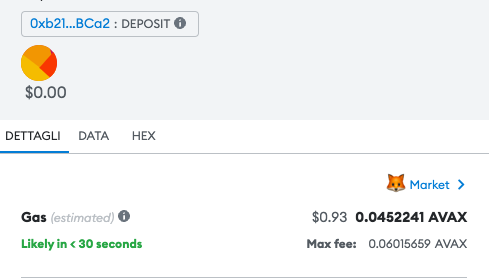 0xb21...BCa2 : DEPOSIT
$0.00
DETTAGLI DATA HEX
Market
Gas (estimated) $0.93 0.0452241 AVAX
Likely in < 30 seconds Max fee: 0.06015659 AVAX